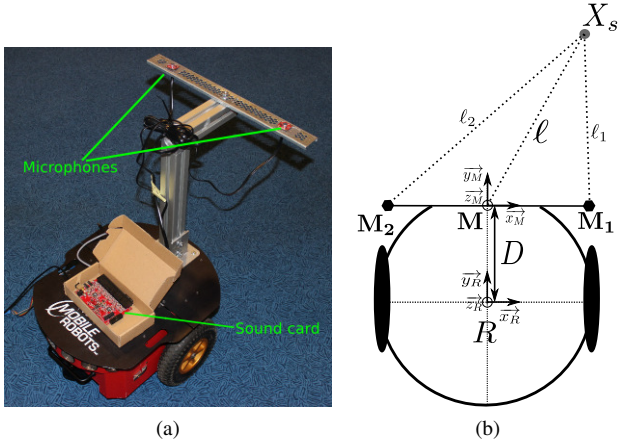 Microphones
MOBILE
ROBOTS
Sound card
(a)
X_s
ℓ_2
ℓ
ℓ_1
y_M
z_M
x_M
M_2
M
M_1
D
y_R
z_R
x_R
R
(b)